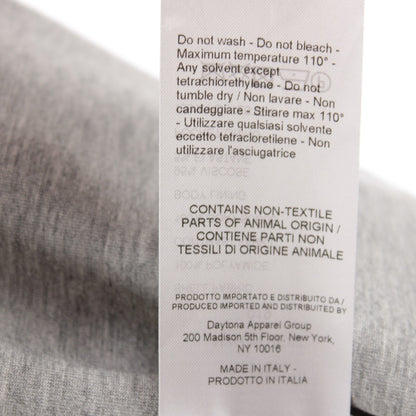 Do not wash - Do not bleach -
Maximum temperature 110° -
Any solvent except
tetrachlorethylene - Do not
tumble dry / Non lavare - Non
candeggiare - Stirare max 110°
- Utilizzare qualsiasi solvente
eccetto tetracloretilene - Non
utilizzare l'asciugatrice
CONTAINS NON-TEXTILE
PARTS OF ANIMAL ORIGIN /
CONTIENE PARTI NON
TESSILI DI ORIGINE ANIMALE
PRODOTTO IMPORTATO E DISTRIBUITO DA /
PRODUCED IMPORTED AND DISTRIBUTED BY
Daytona Apparel Group
200 Madison 5th Floor, New York,
NY 10016
MADE IN ITALY -
PRODOTTO IN ITALIA